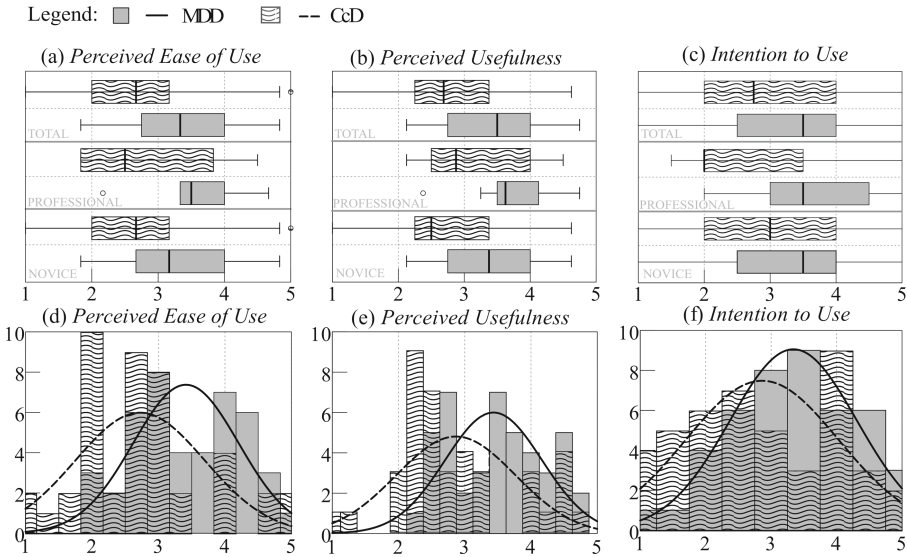 Legend: MDD CcD
(a) Perceived Ease of Use (b) Perceived Usefulness (c) Intention to Use
TOTAL TOTAL TOTAL
PROFESSIONAL PROFESSIONAL PROFESSIONAL
NOVICE NOVICE NOVICE
1 2 3 4 5 1 2 3 4 5 1 2 3 4 5
(d) Perceived Ease of Use (e) Perceived Usefulness (f) Intention to Use
10 10 10
8 8 8
6 6 6
4 4 4
2 2 2
0 0 0
1 2 3 4 5 1 2 3 4 5 1 2 3 4 5